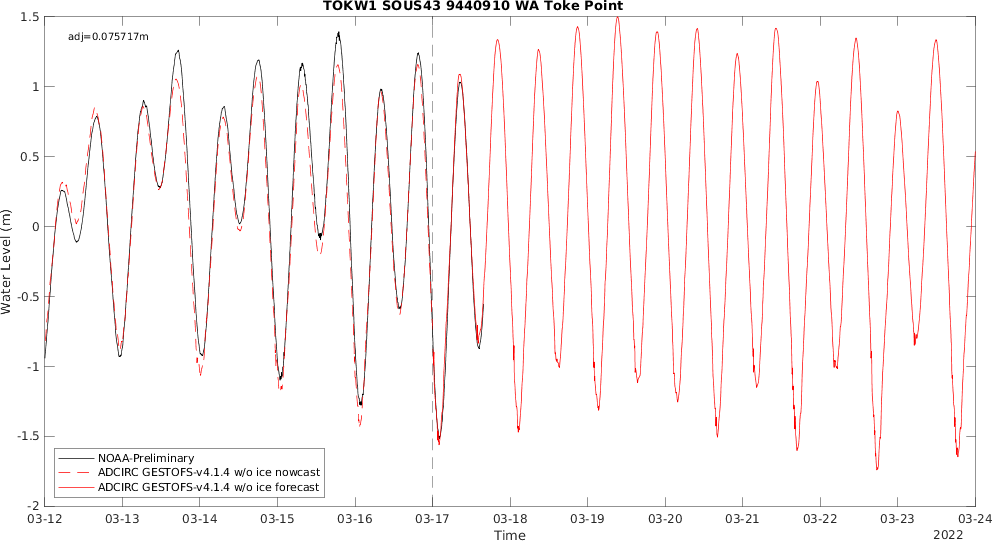 TOKW1 SOUS43 9440910 WA Toke Point
adj=0.075717m
1.5
1
0.5
0
-0.5
-1
-1.5
-2
Water Level (m)
NOAA-Preliminary
ADCIRC GESTOFS-v4.1.4 w/o ice nowcast
ADCIRC GESTOFS-v4.1.4 w/o ice forecast
03-12 03-13 03-14 03-15 03-16 03-17 03-18 03-19 03-20 03-21 03-22 03-23 03-24
Time
2022